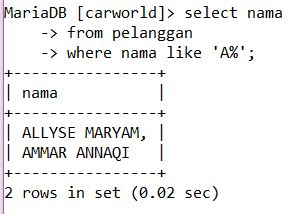 MariaDB [carworld]> select nama
    -> from pelanggan
    -> where nama like 'A%';
+----------------+
| nama           |
+----------------+
| ALLYSE MARYAM, |
| AMMAR ANNAQI   |
+----------------+
2 rows in set (0.02 sec)